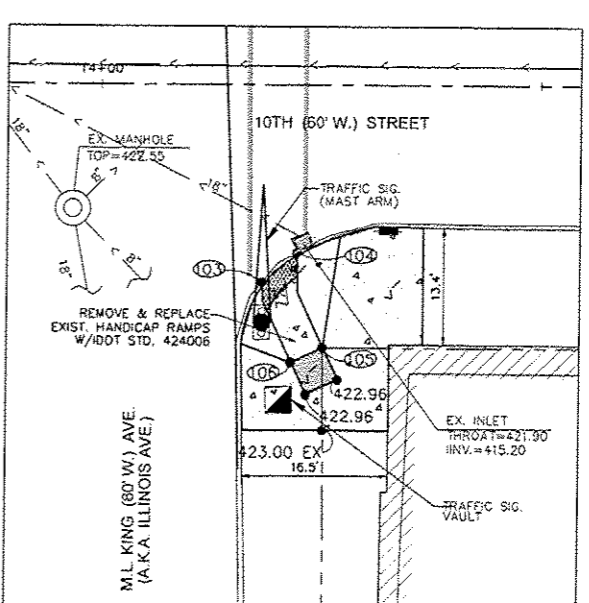 14+00
10TH (60' W.) STREET
EX. MANHOLE
TOP=422.55
18"
8"
18"
TRAFFIC SIG.
(MAST ARM)
18"
8"
103
104
13.4'
REMOVE & REPLACE
EXIST. HANDICAP RAMPS
W/IDOT STD. 424006
105
106
422.96
422.96
EX. INLET
THROAT=421.90
INV.=415.20
423.00 EX
16.5'
TRAFFIC SIG.
VAULT
M.L. KING (80' W.) AVE.
(A.K.A. ILLINOIS AVE.)